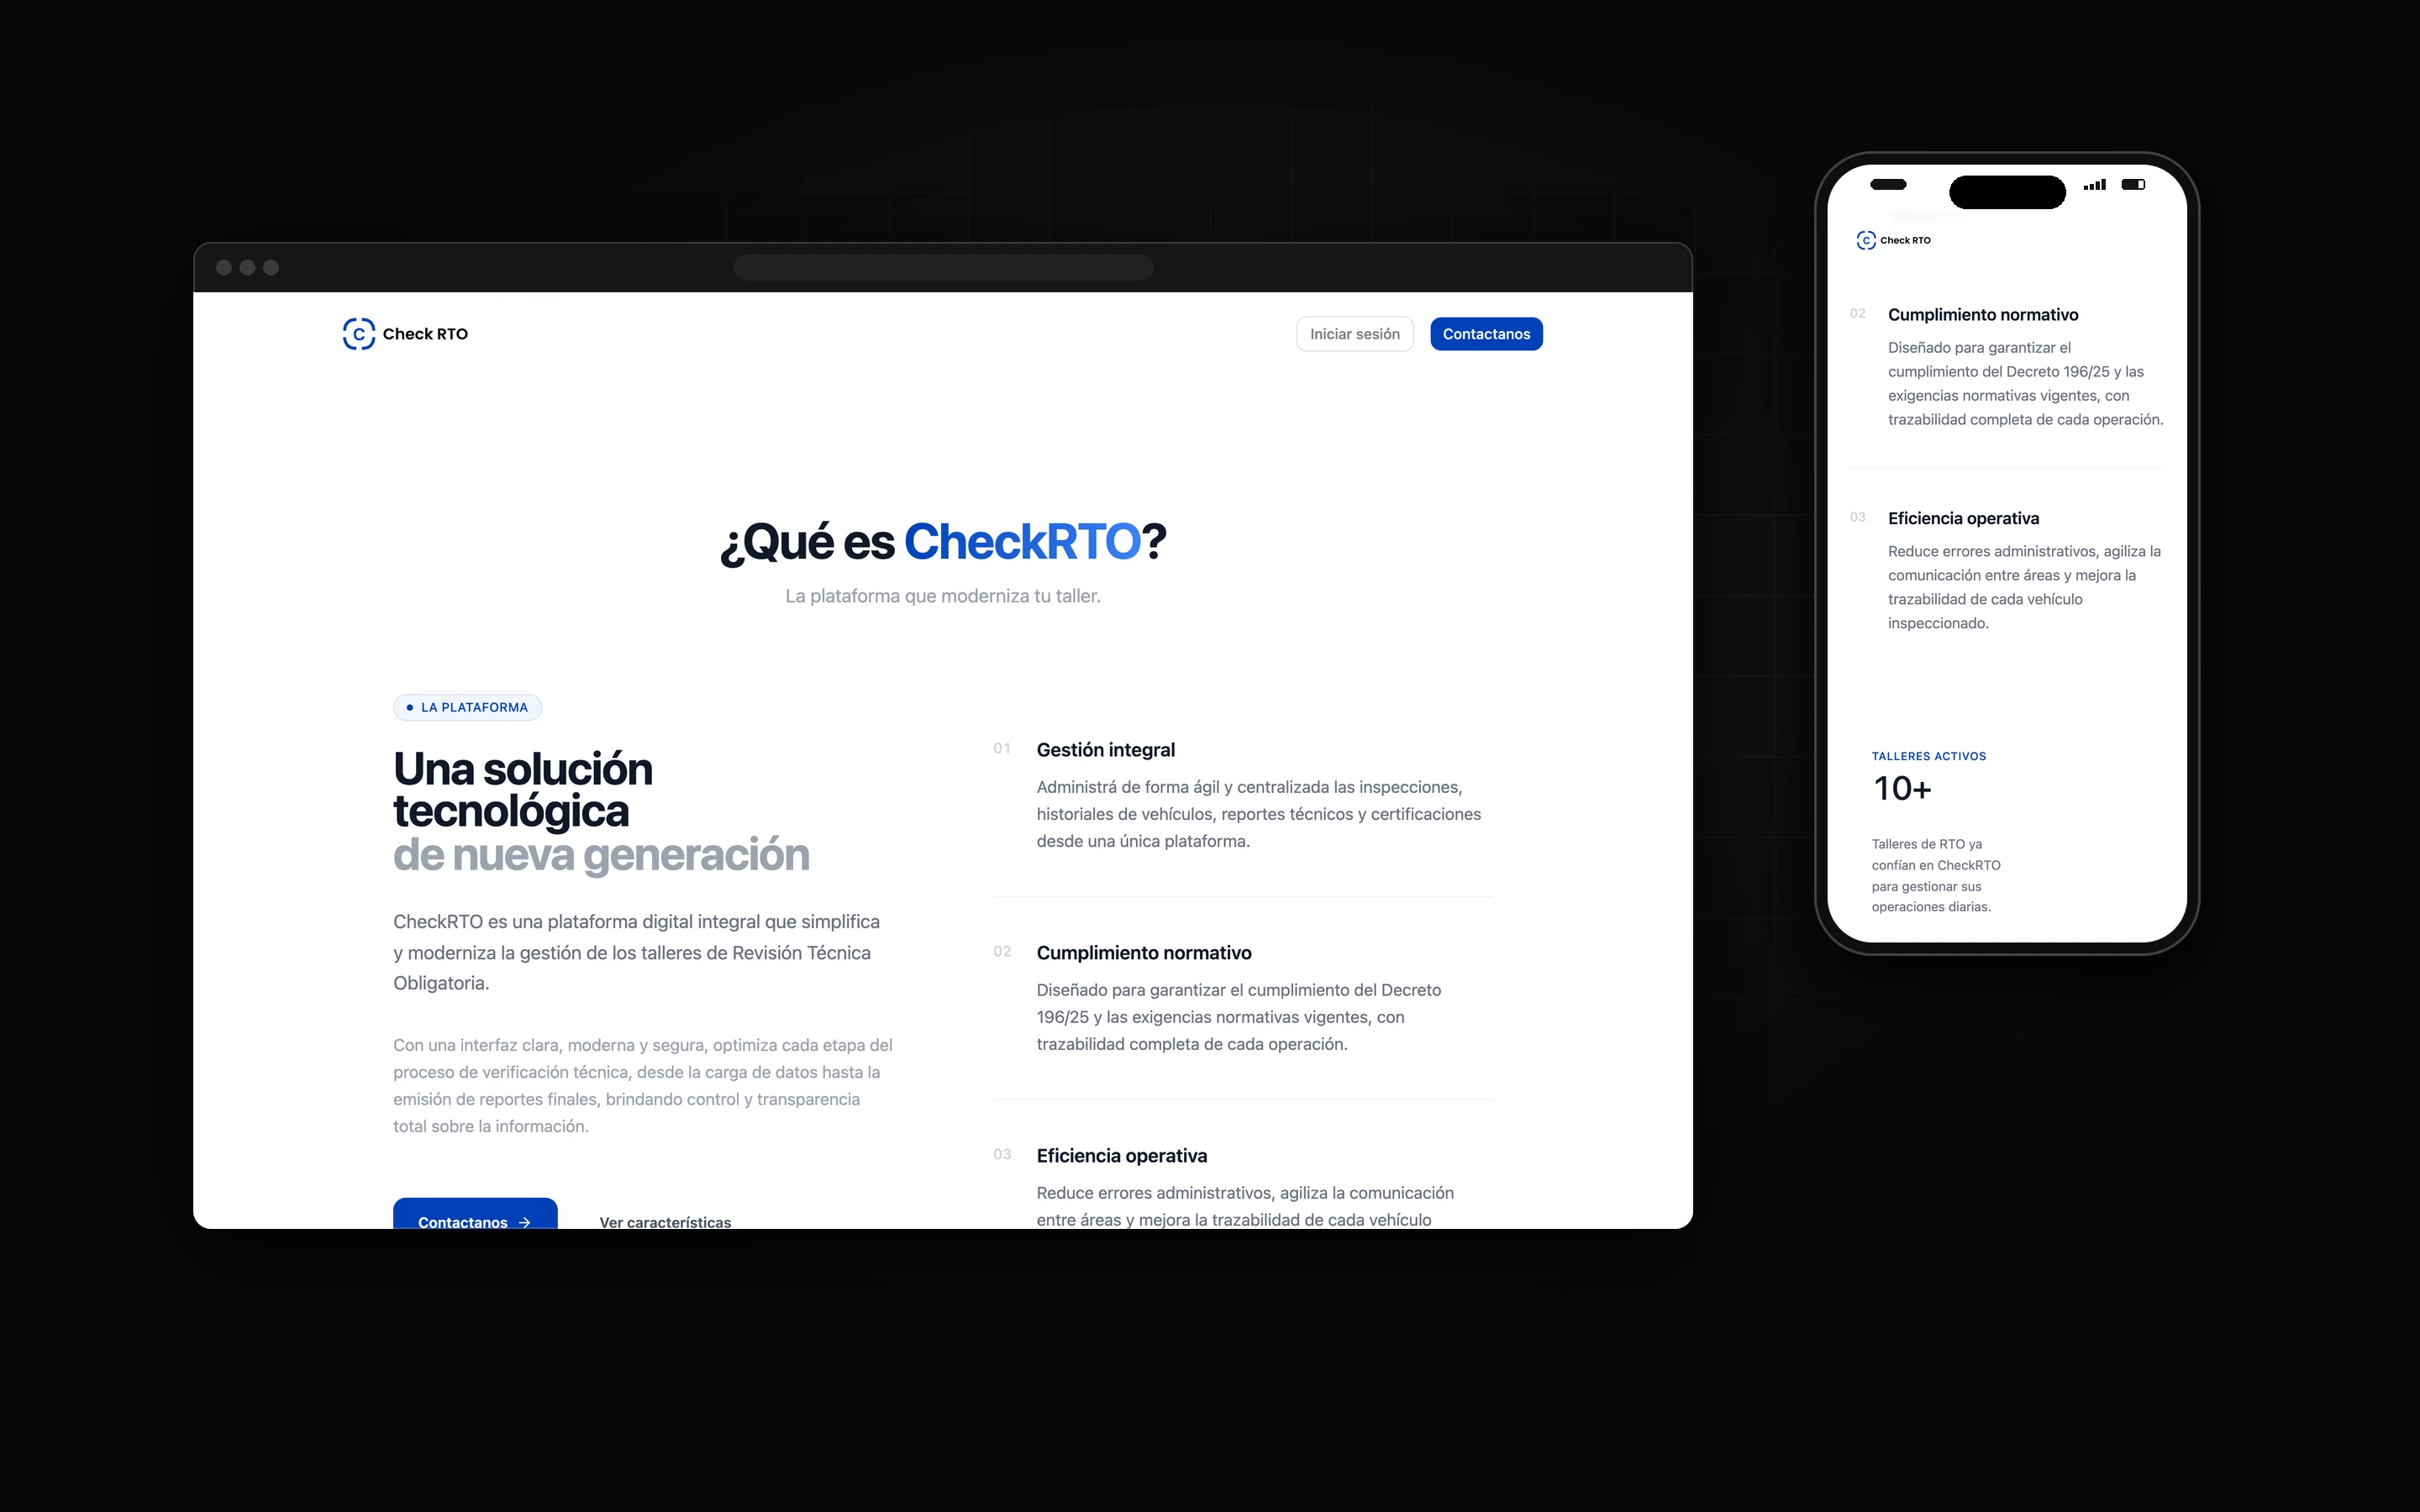 C Check RTO
Iniciar sesión
Contactanos
¿Qué es CheckRTO?
La plataforma que moderniza tu taller.
LA PLATAFORMA
Una solución
tecnológica
de nueva generación
CheckRTO es una plataforma digital integral que simplifica
y moderniza la gestión de los talleres de Revisión Técnica
Obligatoria.
Con una interfaz clara, moderna y segura, optimiza cada etapa del
proceso de verificación técnica, desde la carga de datos hasta la
emisión de reportes finales, brindando control y transparencia
total sobre la información.
Contactanos →
Ver características
01 Gestión integral
Administrá de forma ágil y centralizada las inspecciones,
historiales de vehículos, reportes técnicos y certificaciones
desde una única plataforma.
02 Cumplimiento normativo
Diseñado para garantizar el cumplimiento del Decreto
196/25 y las exigencias normativas vigentes, con
trazabilidad completa de cada operación.
03 Eficiencia operativa
Reduce errores administrativos, agiliza la comunicación
entre áreas y mejora la trazabilidad de cada vehículo
C Check RTO
02 Cumplimiento normativo
Diseñado para garantizar el
cumplimiento del Decreto 196/25 y las
exigencias normativas vigentes, con
trazabilidad completa de cada operación.
03 Eficiencia operativa
Reduce errores administrativos, agiliza la
comunicación entre áreas y mejora la
trazabilidad de cada vehículo
inspeccionado.
TALLERES ACTIVOS
10+
Talleres de RTO ya
confían en CheckRTO
para gestionar sus
operaciones diarias.